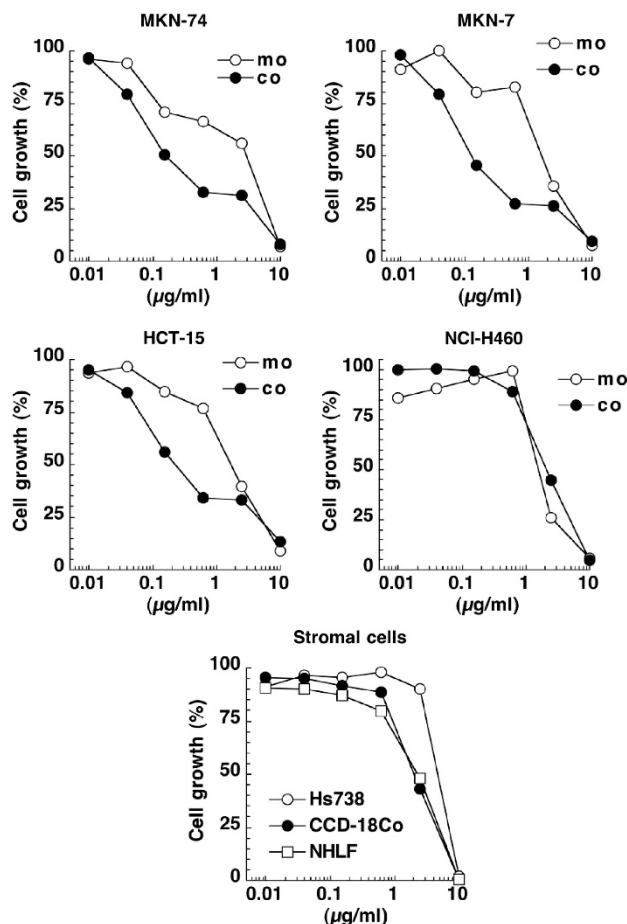 MKN-74
Cell growth (%)
100
75
50
25
0
mo
co
0.01 0.1 1 10
(µg/ml)
MKN-7
Cell growth (%)
100
75
50
25
0
mo
co
0.01 0.1 1 10
(µg/ml)
HCT-15
Cell growth (%)
100
75
50
25
0
mo
co
0.01 0.1 1 10
(µg/ml)
NCI-H460
Cell growth (%)
100
75
50
25
0
mo
co
0.01 0.1 1 10
(µg/ml)
Stromal cells
Cell growth (%)
100
75
50
25
0
Hs738
CCD-18Co
NHLF
0.01 0.1 1 10
(µg/ml)